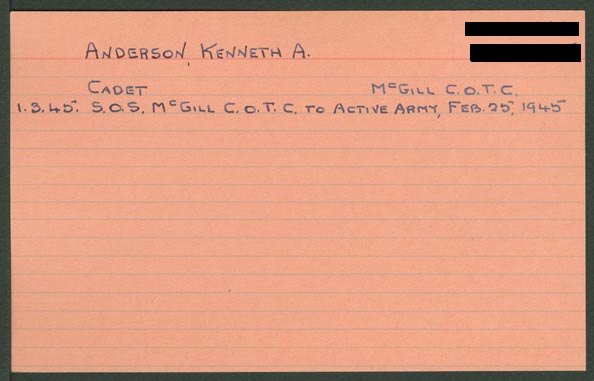 ANDERSON, KENNETH A.
CADET McGILL C.O.T.C.
1.3.45. S.O.S. McGILL C.O.T.C. TO ACTIVE ARMY, FEB. 25, 1945